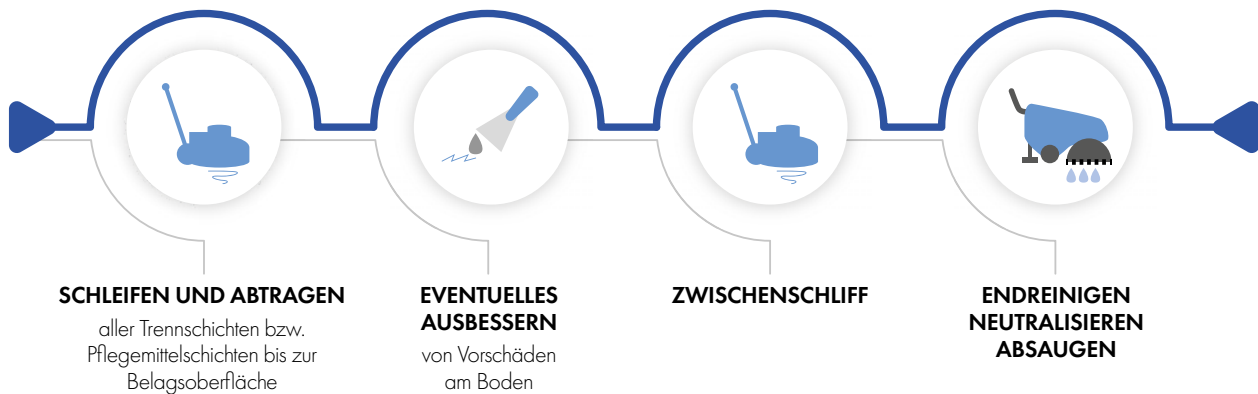 SCHLEIFEN UND ABTRAGEN
aller Trennschichten bzw.
Pflegemittelschichten bis zur
Belagsoberfläche
EVENTUELLES
AUSBESSERN
von Vorschäden
am Boden
ZWISCHENSCHLIFF
ENDREINIGEN
NEUTRALISIEREN
ABSAUGEN